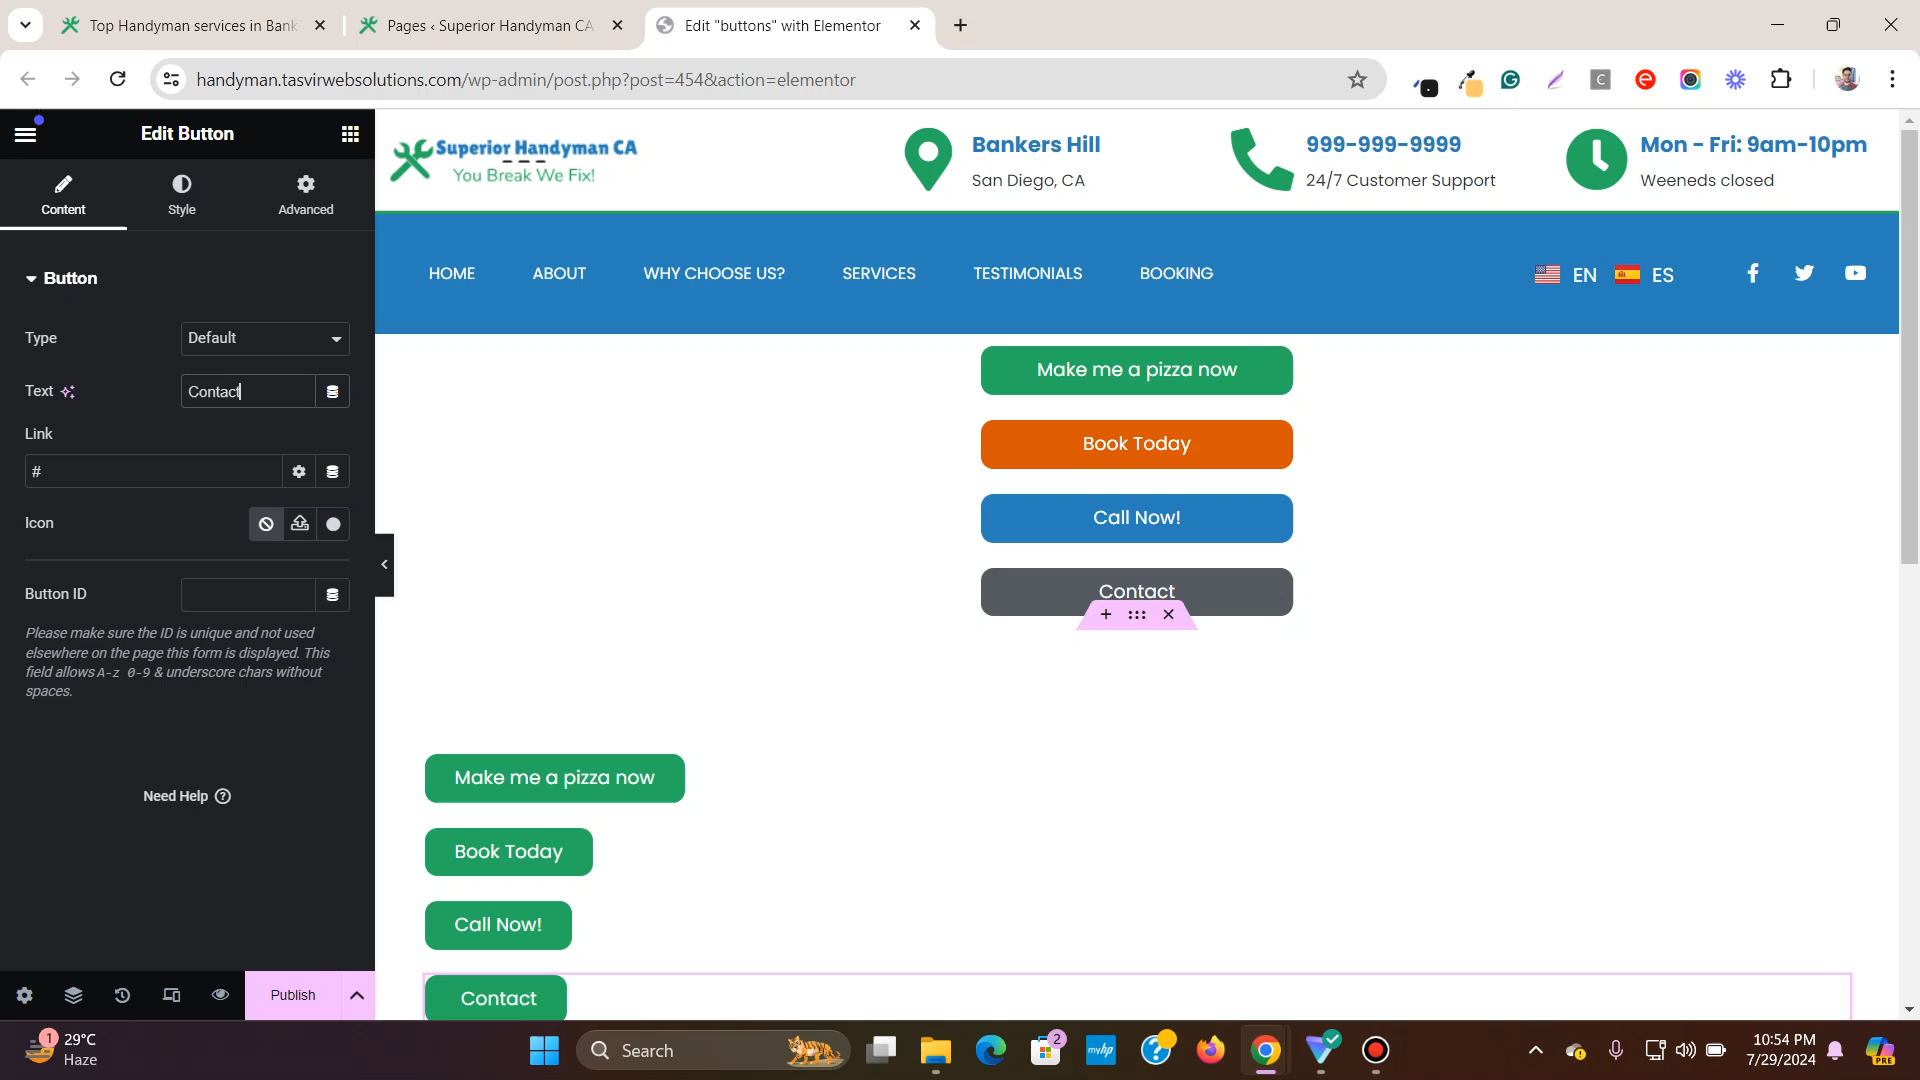 Top Handyman services in Bank
Pages ‹ Superior Handyman CA
Edit "buttons" with Elementor
handyman.tasvirwebsolutions.com/wp-admin/post.php?post=454&action=elementor
Edit Button
Content
Style
Advanced
Button
Type
Default
Text
Contact
Link
#
Icon
Button ID
Please make sure the ID is unique and not used
elsewhere on the page this form is displayed. This
field allows A-z 0-9 & underscore chars without
spaces.
Need Help
Publish
Superior Handyman CA
You Break We Fix!
Bankers Hill
San Diego, CA
999-999-9999
24/7 Customer Support
Mon - Fri: 9am-10pm
Weeneds closed
HOME
ABOUT
WHY CHOOSE US?
SERVICES
TESTIMONIALS
BOOKING
EN
ES
Make me a pizza now
Book Today
Call Now!
Contact
Make me a pizza now
Book Today
Call Now!
Contact
1
29°C
Haze
Search
2
myhp
10:54 PM
7/29/2024
PRE